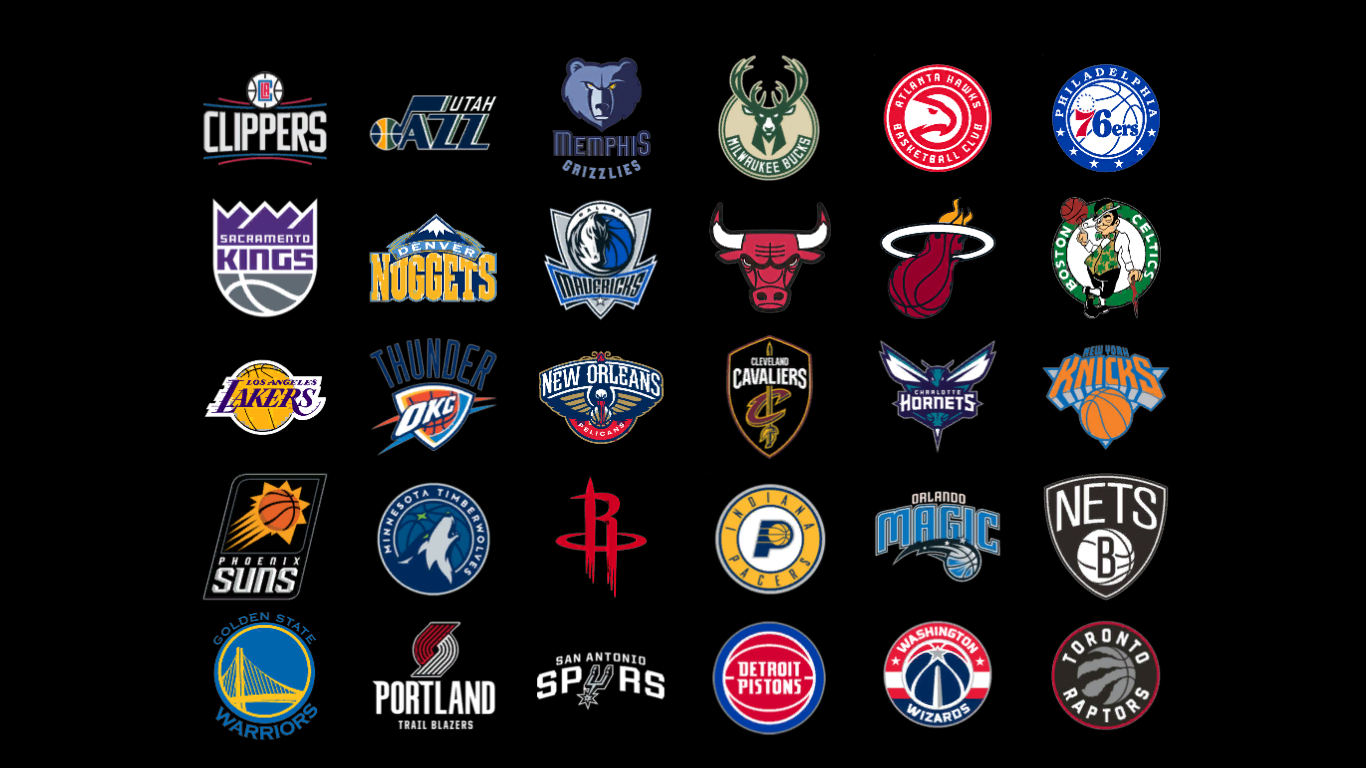 LAC
CLIPPERS
UTAH
JAZZ
MEMPHIS
GRIZZLIES
MILWAUKEE BUCKS
ATLANTA HAWKS
BASKETBALL CLUB
PHILADELPHIA
76ers
SACRAMENTO
KINGS
DENVER
NUGGETS
DALLAS
MAVERICKS
BOSTON
CELTICS
LOS ANGELES
LAKERS
THUNDER
OKC
NEW ORLEANS
PELICANS
CLEVELAND
CAVALIERS
C
CHARLOTTE
HORNETS
NEW YORK
KNICKS
PHOENIX
SUNS
MINNESOTA TIMBERWOLVES
R
INDIANA
P
PACERS
ORLANDO
MAGIC
NETS
B
GOLDEN STATE
WARRIORS
PORTLAND
TRAIL BLAZERS
SAN ANTONIO
SPURS
DETROIT
PISTONS
WASHINGTON
WIZARDS
TORONTO
RAPTORS